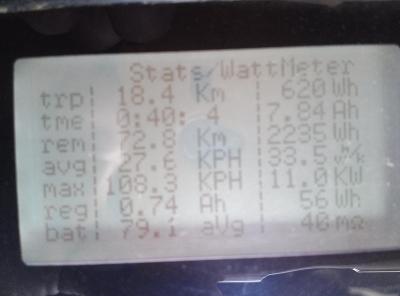 Stats/WattMeter
trp| 18.4 Km |620 Wh
tme| 0:40: 4 |7.84 Ah
rem| 72.8 Km |2235 Wh
avg| 27.6 KPH |33.5 Wh/k
max| 108.3 KPH |11.0 KW
reg| 0.74 Ah | 56 Wh
bat| 79.1 aVg | 40 mΩ